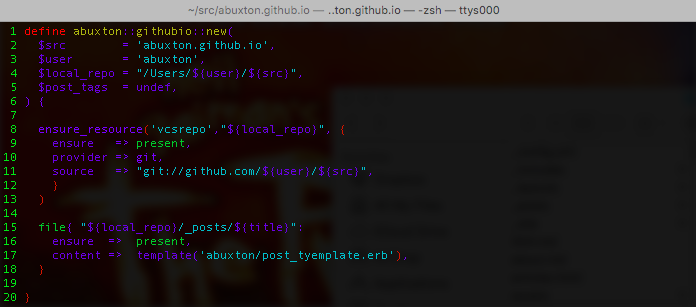 ~/src/abuxton.github.io — ..ton.github.io — -zsh — ttys000
1 define abuxton::githubio::new(
2   $src        = 'abuxton.github.io',
3   $user       = 'abuxton',
4   $local_repo = "/Users/${user}/${src}",
5   $post_tags  = undef,
6 ) {
7
8   ensure_resource('vcsrepo',"${local_repo}", {
9     ensure   => present,
10     provider => git,
11     source   => "git://github.com/${user}/${src}",
12     }
13   )
14
15   file( "${local_repo}/_posts/${title}":
16     ensure  =>  present,
17     content =>  template('abuxton/post_tyemplate.erb'),
18   }
19
20 }